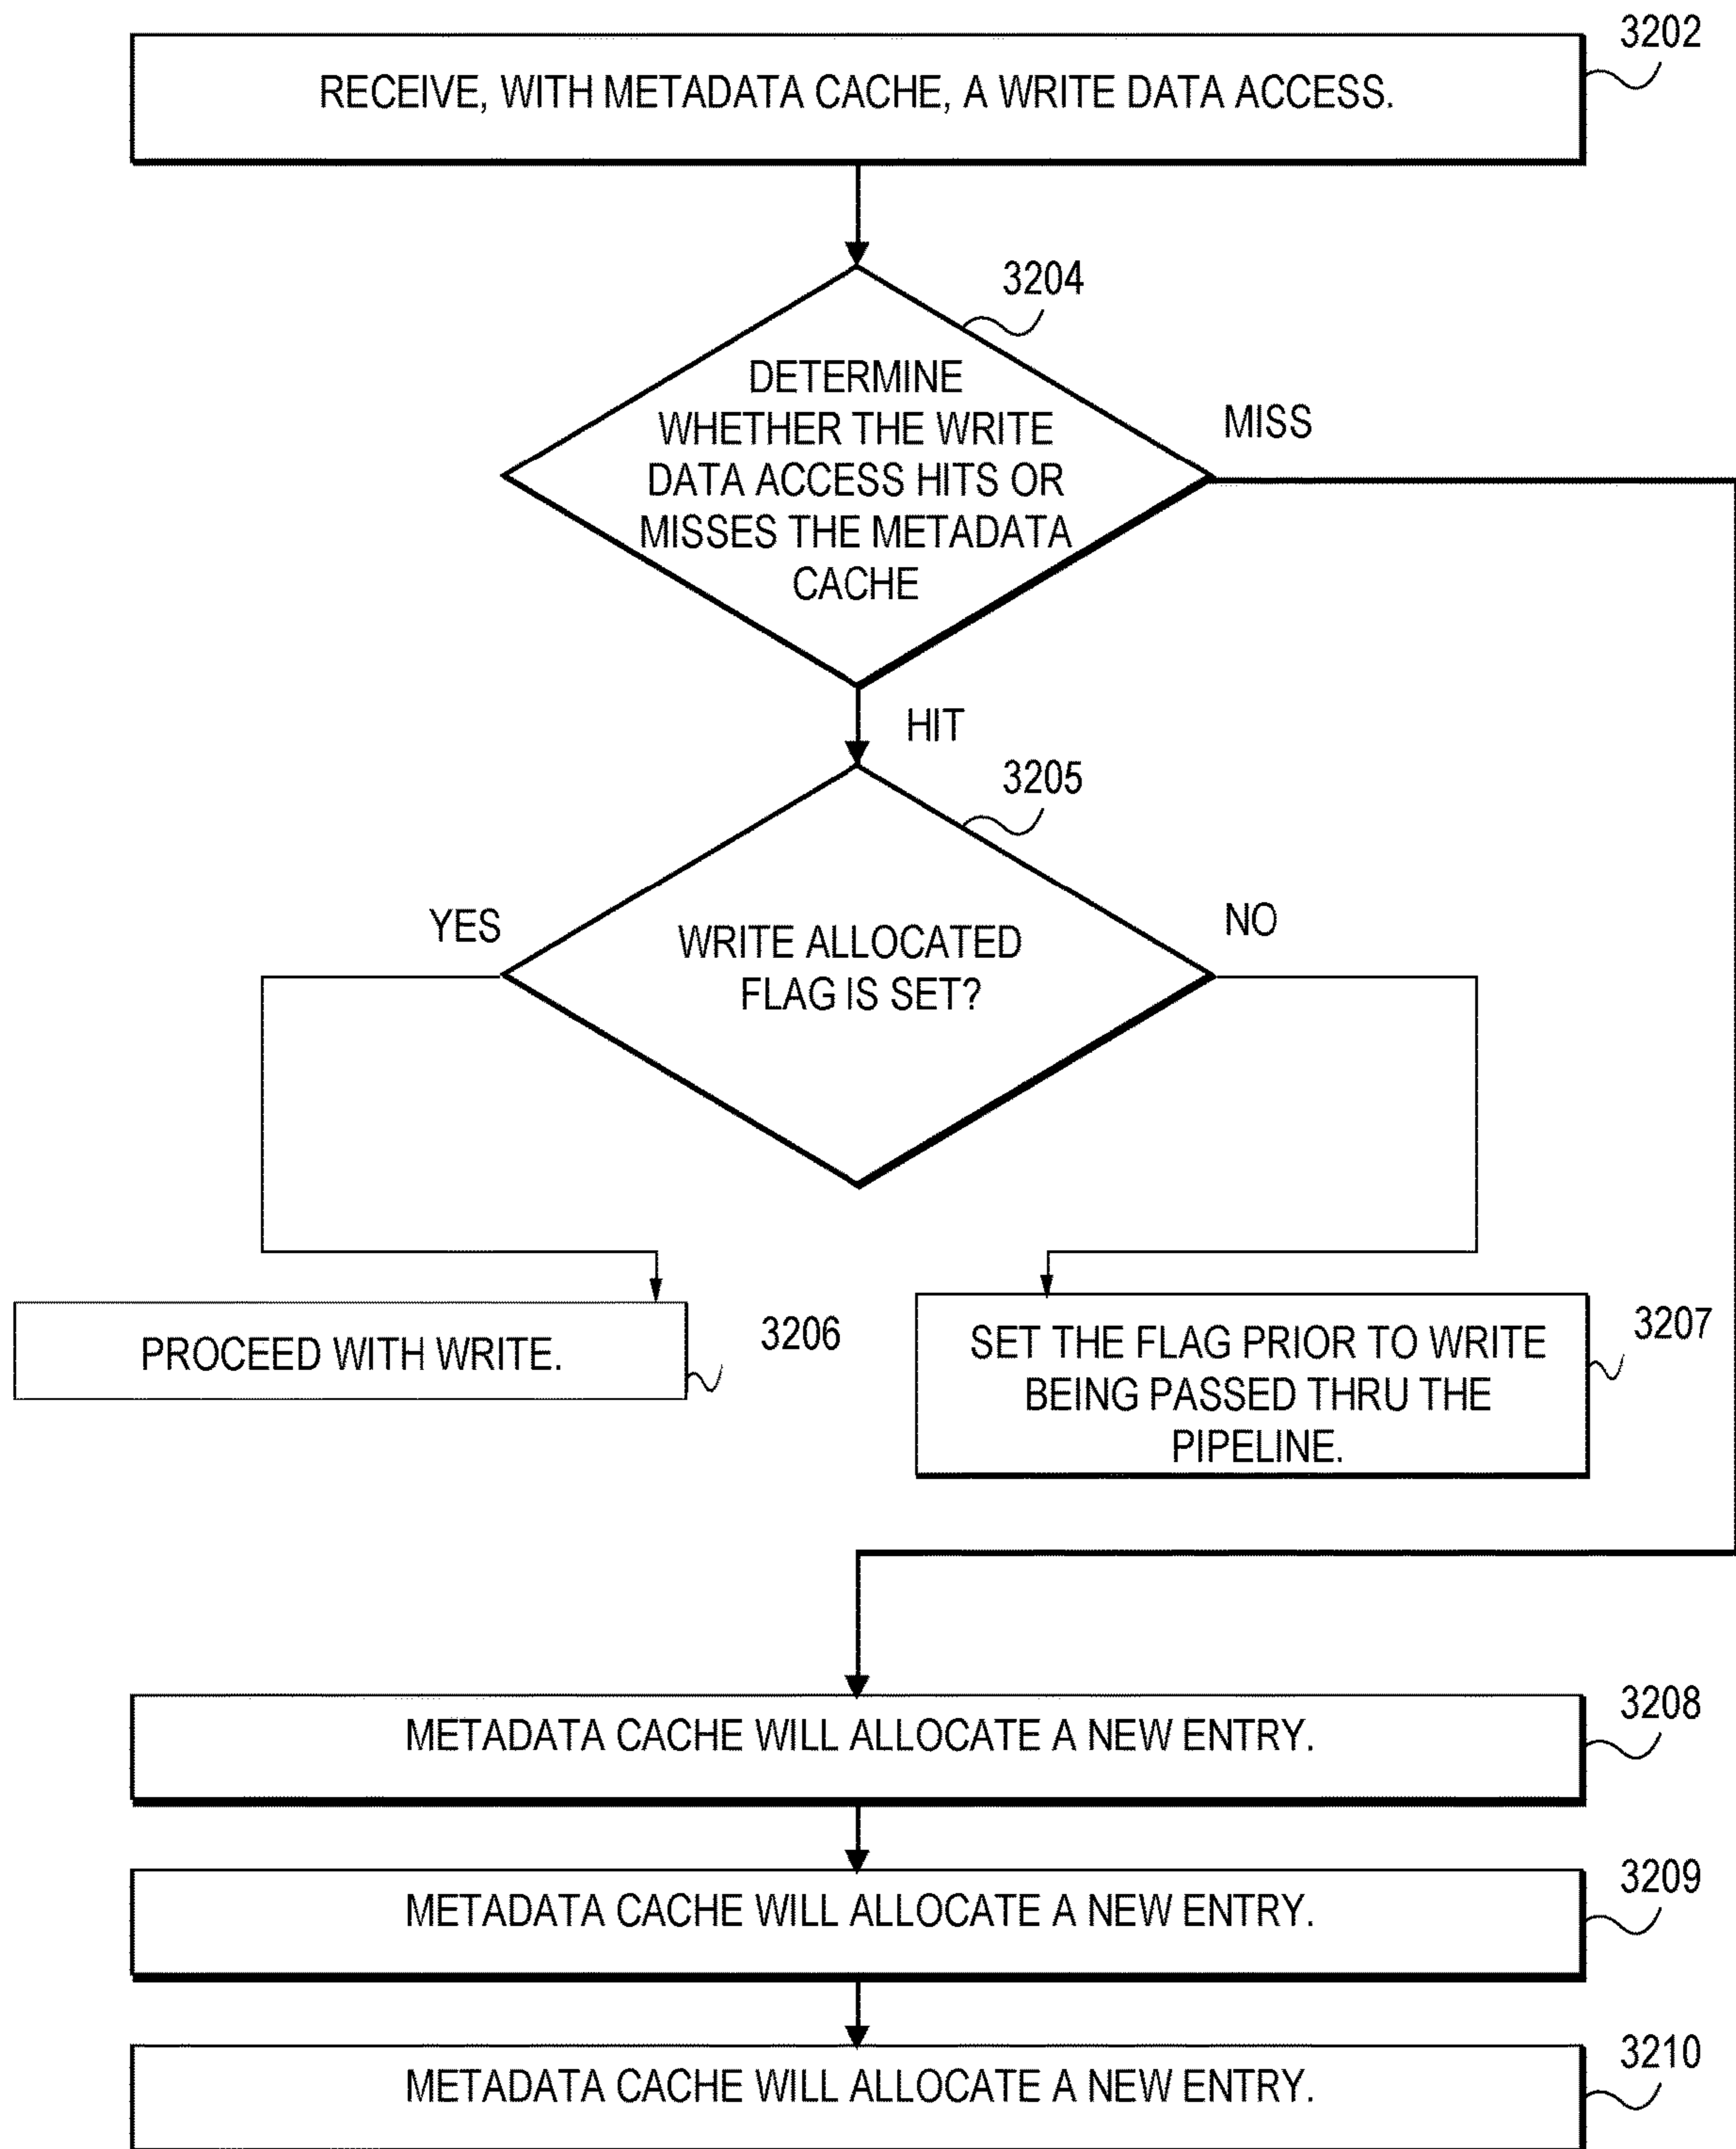 3202
RECEIVE, WITH METADATA CACHE, A WRITE DATA ACCESS.
3204
DETERMINE
WHETHER THE WRITE
DATA ACCESS HITS OR
MISSES THE METADATA
CACHE
MISS
HIT
3205
YES
WRITE ALLOCATED
FLAG IS SET?
NO
PROCEED WITH WRITE.
3206
SET THE FLAG PRIOR TO WRITE
BEING PASSED THRU THE
PIPELINE.
3207
METADATA CACHE WILL ALLOCATE A NEW ENTRY.
3208
METADATA CACHE WILL ALLOCATE A NEW ENTRY.
3209
METADATA CACHE WILL ALLOCATE A NEW ENTRY.
3210